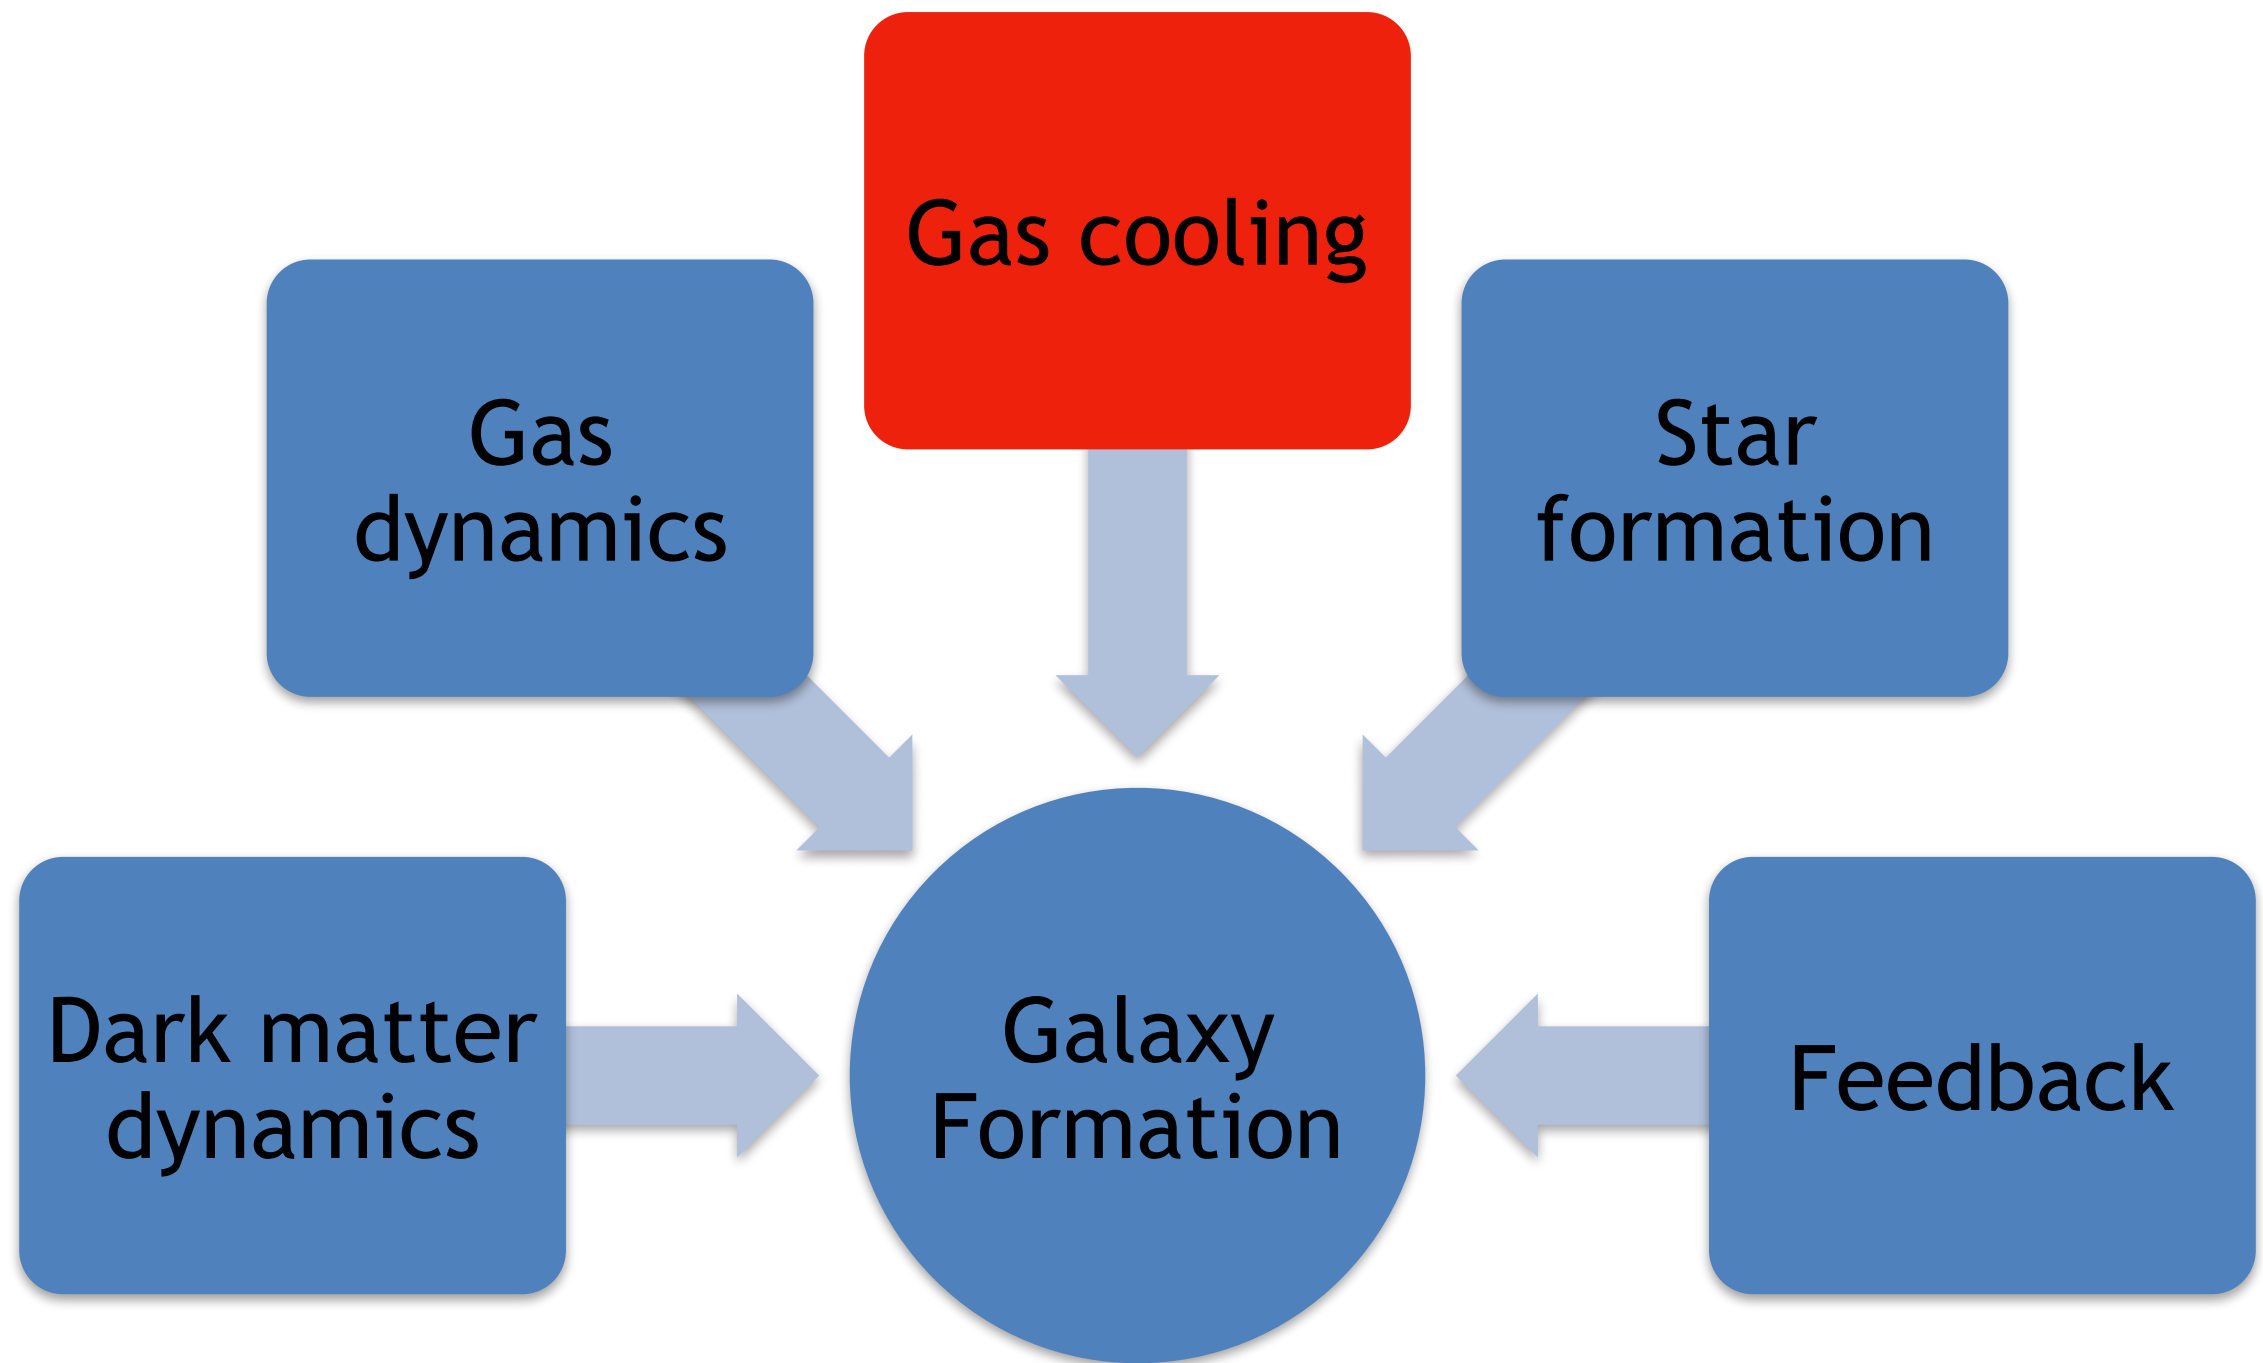 Gas cooling
Gas
dynamics
Star
formation
Dark matter
dynamics
Galaxy
Formation
Feedback